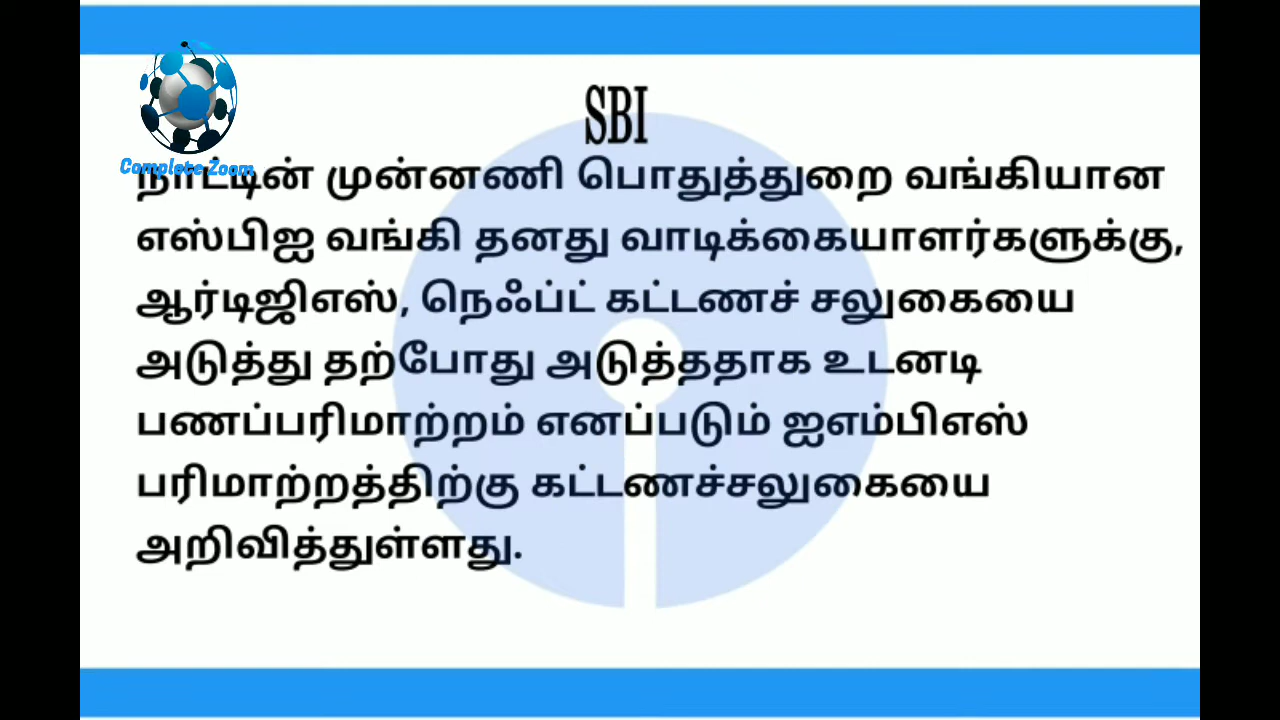 SBI
Complete Zoom
நாட்டின் முன்னணி பொதுத்துறை வங்கியான
எஸ்பிஐ வங்கி தனது வாடிக்கையாளர்களுக்கு,
ஆர்டிஜிஎஸ், நெஃப்ட் கட்டணச் சலுகையை
அடுத்து தற்போது அடுத்ததாக உடனடி
பணப்பரிமாற்றம் எனப்படும் ஐஎம்பிஎஸ்
பரிமாற்றத்திற்கு கட்டணச்சலுகையை
அறிவித்துள்ளது.